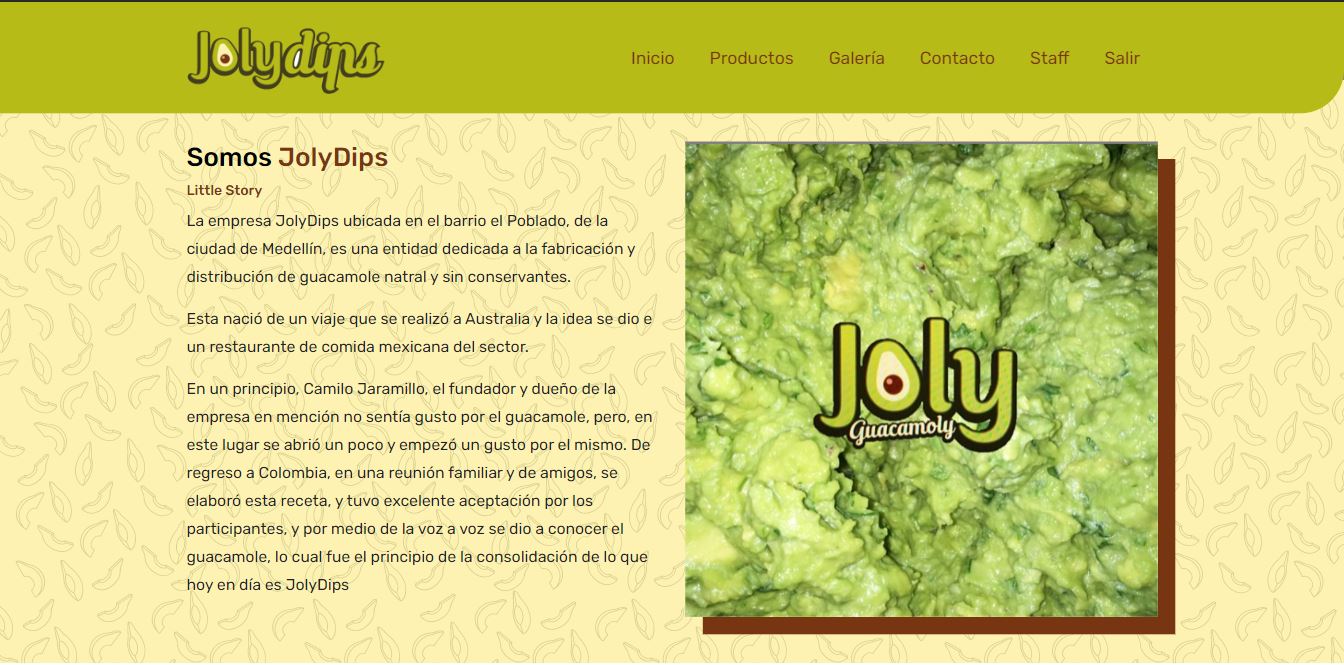 Jolydips
Inicio Productos Galería Contacto Staff Salir
Somos JolyDips
Little Story
La empresa JolyDips ubicada en el barrio el Poblado, de la
ciudad de Medellín, es una entidad dedicada a la fabricación y
distribución de guacamole natral y sin conservantes.
Esta nació de un viaje que se realizó a Australia y la idea se dio e
un restaurante de comida mexicana del sector.
En un principio, Camilo Jaramillo, el fundador y dueño de la
empresa en mención no sentía gusto por el guacamole, pero, en
este lugar se abrió un poco y empezó un gusto por el mismo. De
regreso a Colombia, en una reunión familiar y de amigos, se
elaboró esta receta, y tuvo excelente aceptación por los
participantes, y por medio de la voz a voz se dio a conocer el
guacamole, lo cual fue el principio de la consolidación de lo que
hoy en día es JolyDips
Joly
Guacamoly